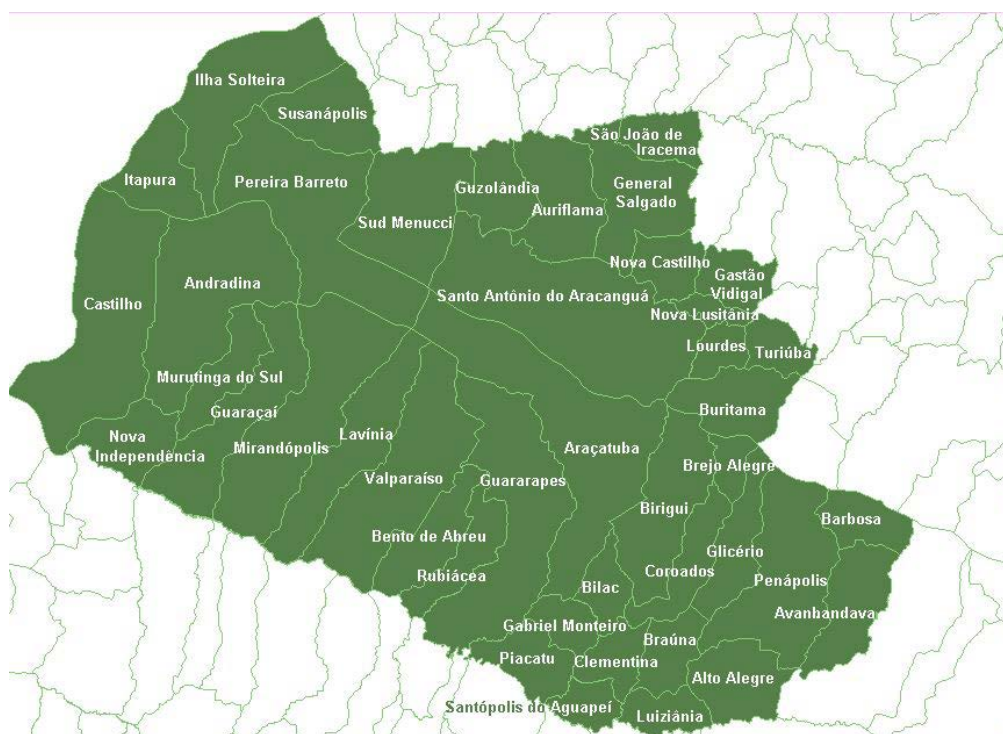 Ilha Solteira
Susanápolis
São João de
Iracema
Itapura
Pereira Barreto
Guzolândia
General
Salgado
Auriflama
Sud Menucci
Nova Castilho
Gastão
Vidigal
Andradina
Castilho
Santo Antônio do Aracanguá
Nova Lusitânia
Lourdes
Turiúba
Murutinga do Sul
Guaraçaí
Buritama
Nova
Independência
Mirandópolis
Lavínia
Araçatuba
Valparaíso
Guararapes
Brejo Alegre
Birigui
Barbosa
Bento de Abreu
Glicério
Rubiácea
Coroados
Penápolis
Bilac
Avanhandava
Gabriel Monteiro
Braúna
Piacatu
Clementina
Alto Alegre
Santópolis do Aguapeí
Luiziânia